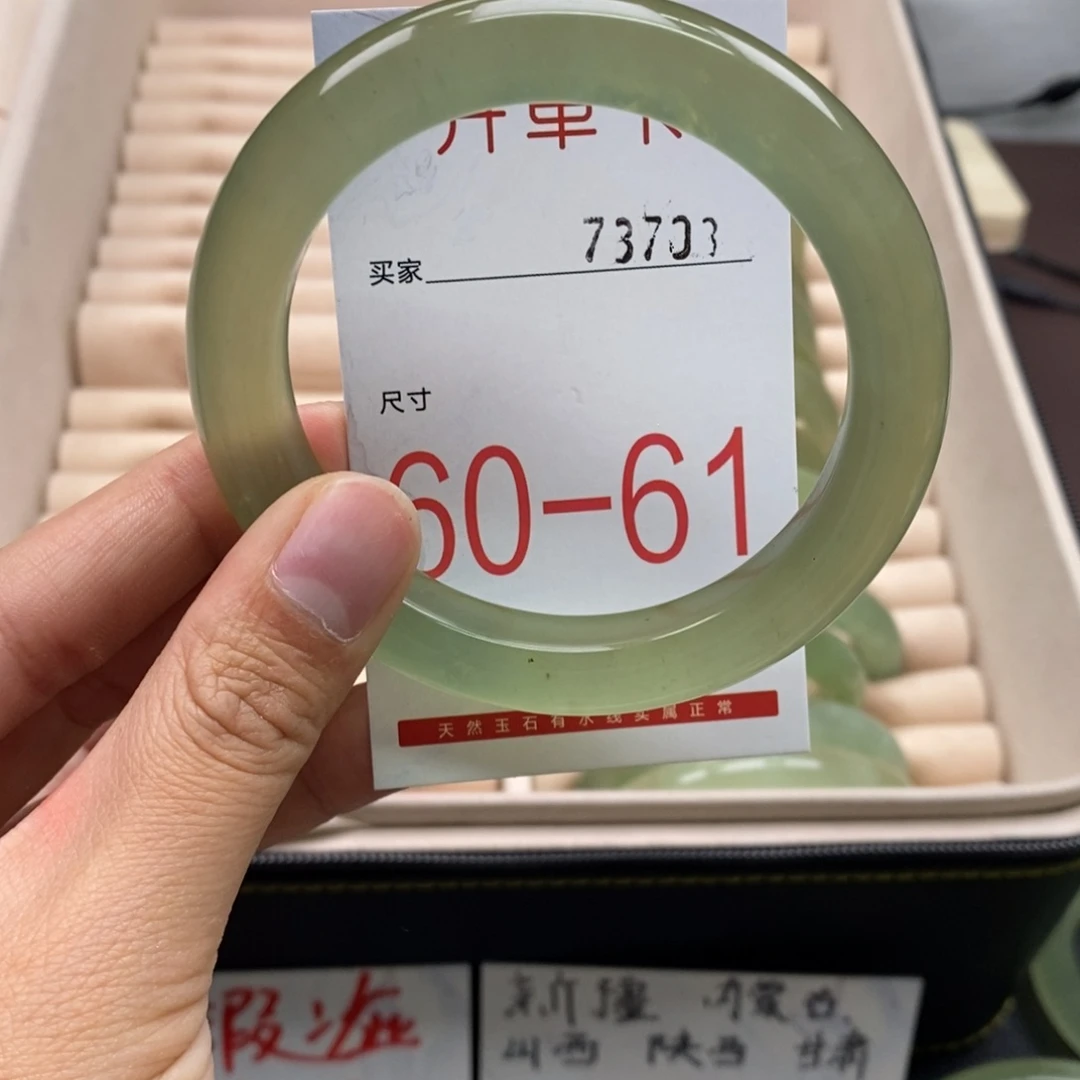 开单卡
买家 73703
尺寸
60-61
天然玉石有水线实属正常
新疆 内蒙古
山西 陕西 甘肃